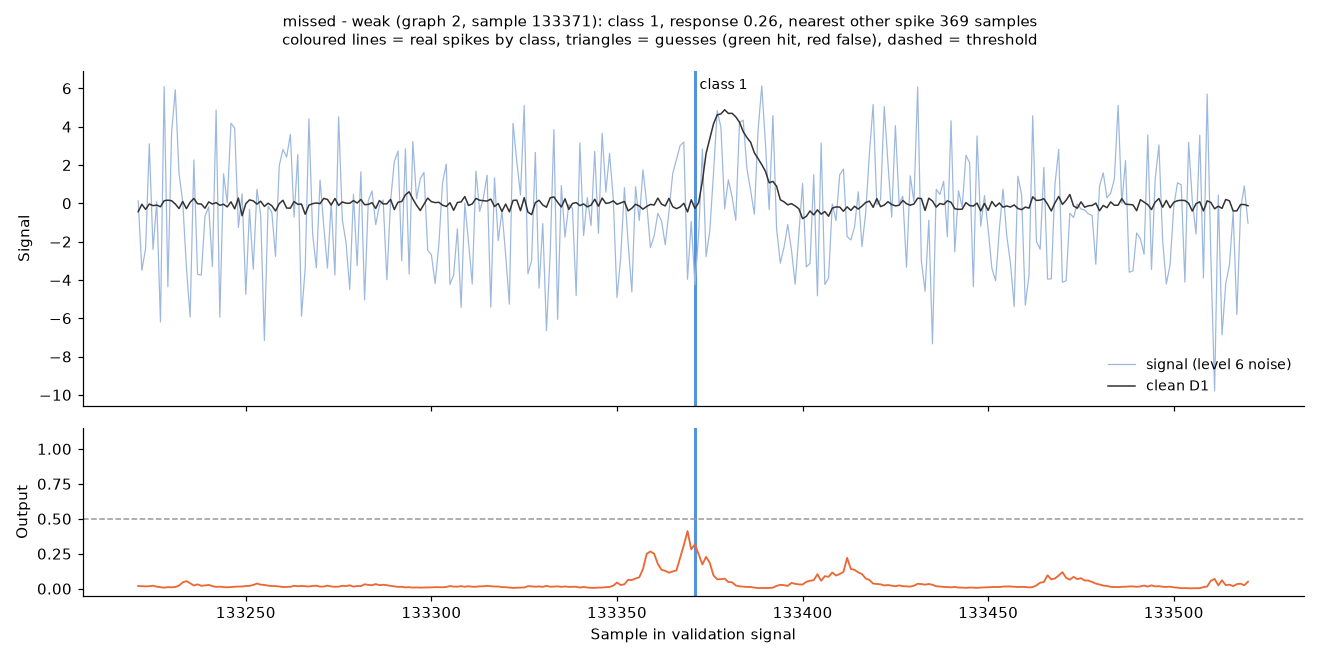 missed - weak (graph 2, sample 133371): class 1, response 0.26, nearest other spike 369 samples
coloured lines = real spikes by class, triangles = guesses (green hit, red false), dashed = threshold
class 1
6
4
2
0
−2
−4
−6
−8
−10
Signal
signal (level 6 noise)
clean D1
1.00
0.75
0.50
0.25
0.00
Output
133250 133300 133350 133400 133450 133500
Sample in validation signal